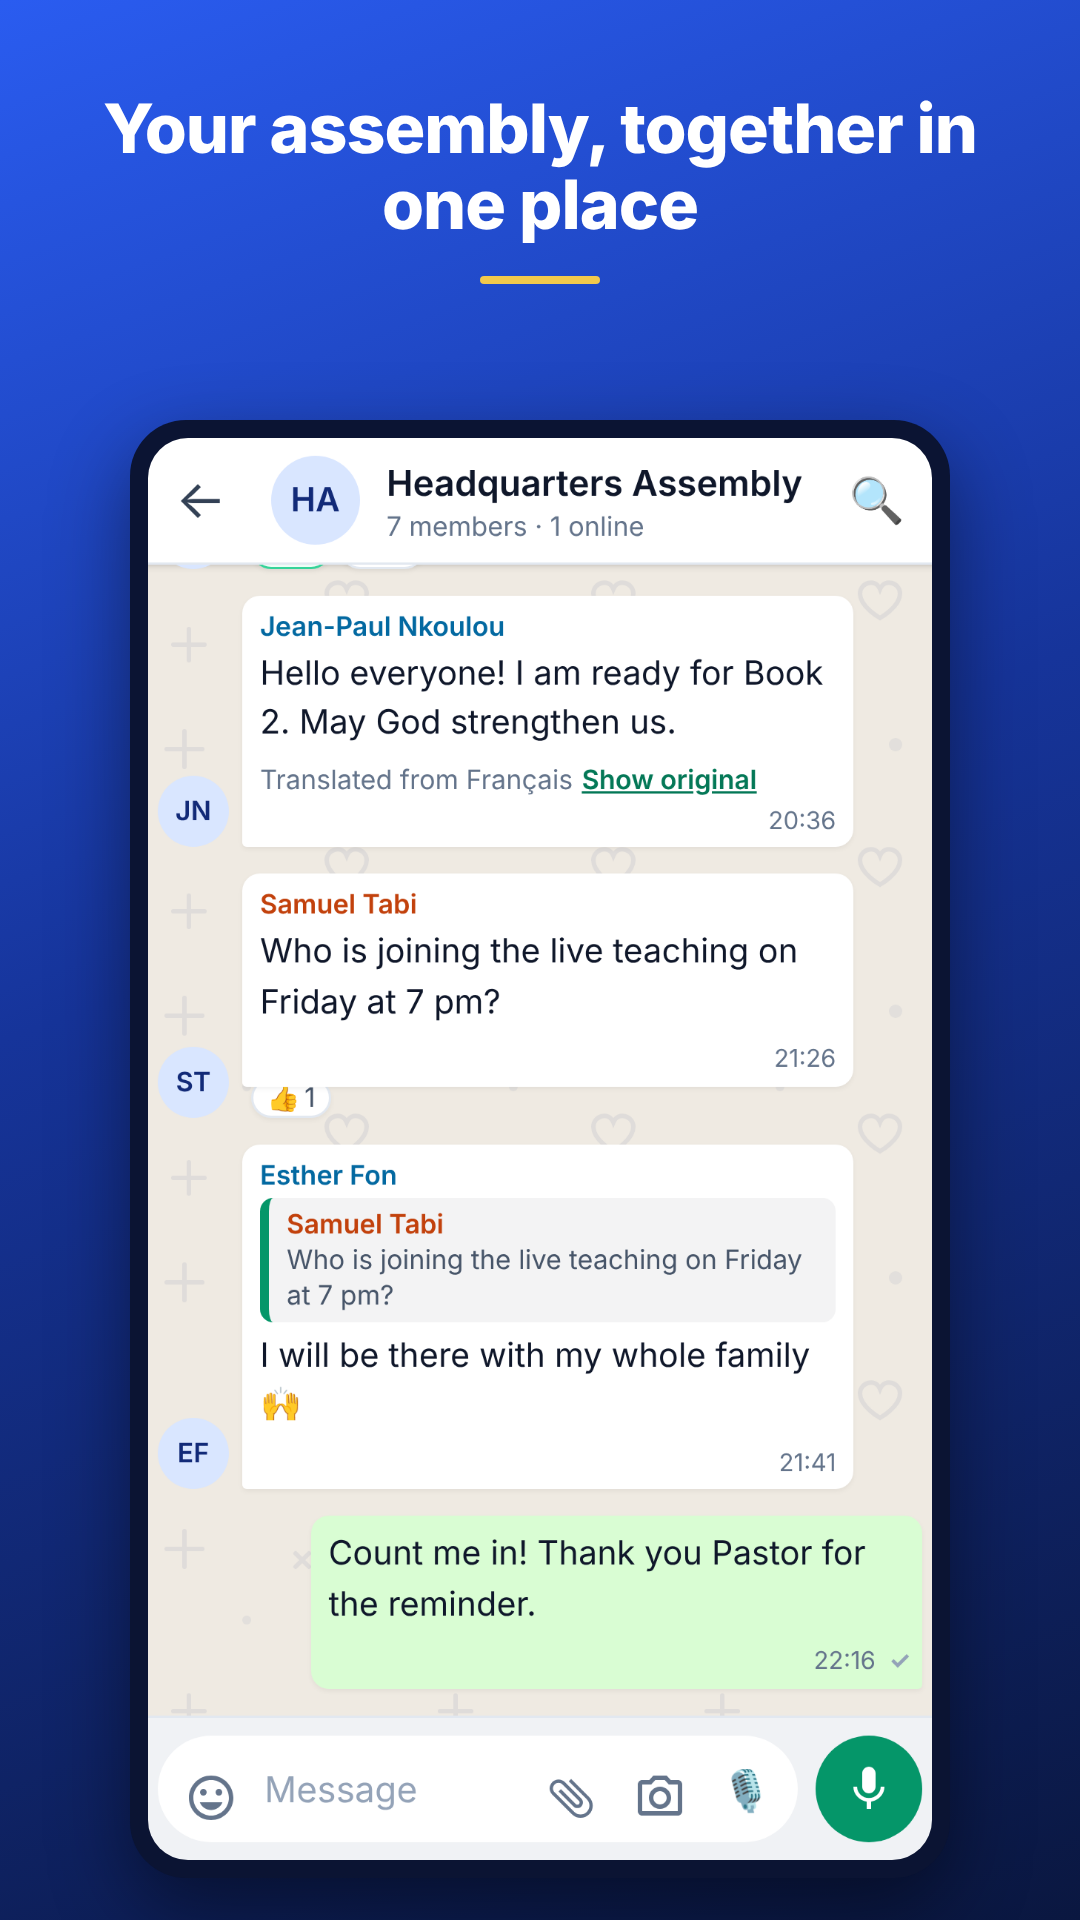 Your assembly, together in
one place
HA
Headquarters Assembly
7 members · 1 online
Jean-Paul Nkoulou
Hello everyone! I am ready for Book
2. May God strengthen us.
Translated from Français Show original
20:36
JN
Samuel Tabi
Who is joining the live teaching on
Friday at 7 pm?
21:26
ST
👍 1
Esther Fon
Samuel Tabi
Who is joining the live teaching on Friday
at 7 pm?
I will be there with my whole family
🙌
21:41
EF
Count me in! Thank you Pastor for
the reminder.
22:16
Message